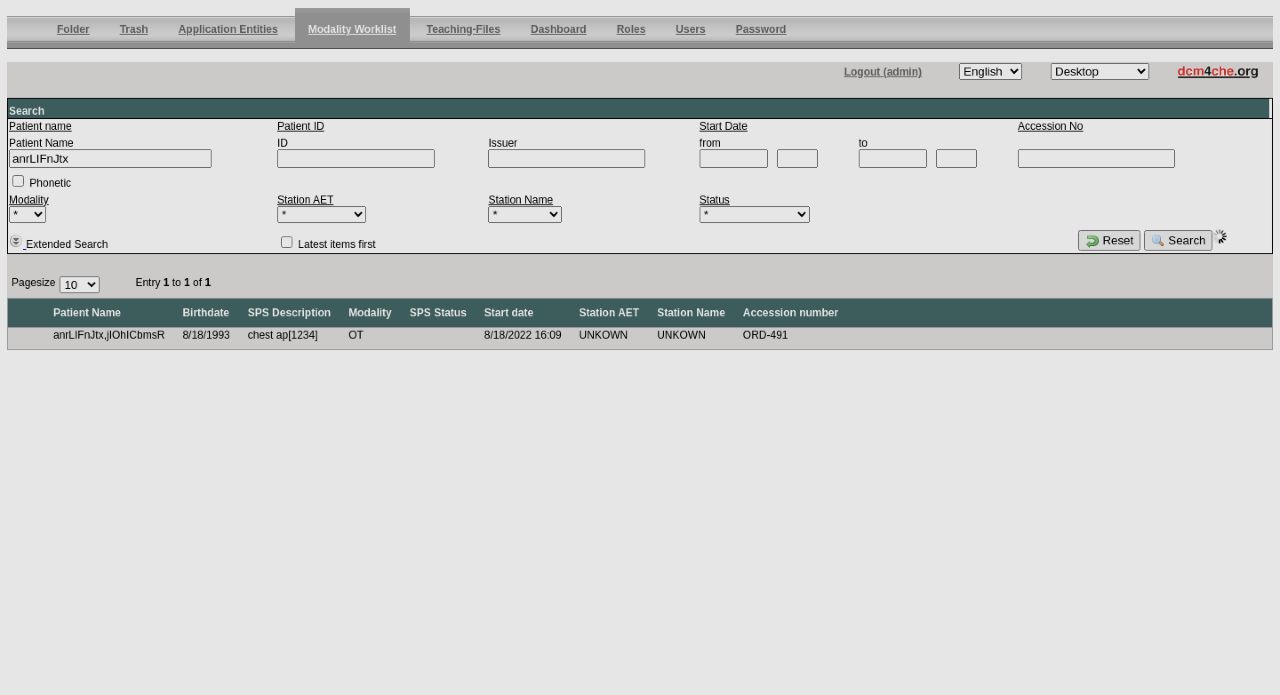 Folder Trash Application Entities Modality Worklist Teaching-Files Dashboard Roles Users Password
Logout (admin) English Desktop dcm4che.org
Search
Patient name Patient ID Start Date Accession No
Patient Name ID Issuer from to
anrLIFnJtx
Phonetic
Modality Station AET Station Name Status
* * * *
Extended Search Latest items first Reset Search
Pagesize 10 Entry 1 to 1 of 1
Patient Name Birthdate SPS Description Modality SPS Status Start date Station AET Station Name Accession number
anrLIFnJtx,jIOhICbmsR 8/18/1993 chest ap[1234] OT 8/18/2022 16:09 UNKOWN UNKOWN ORD-491